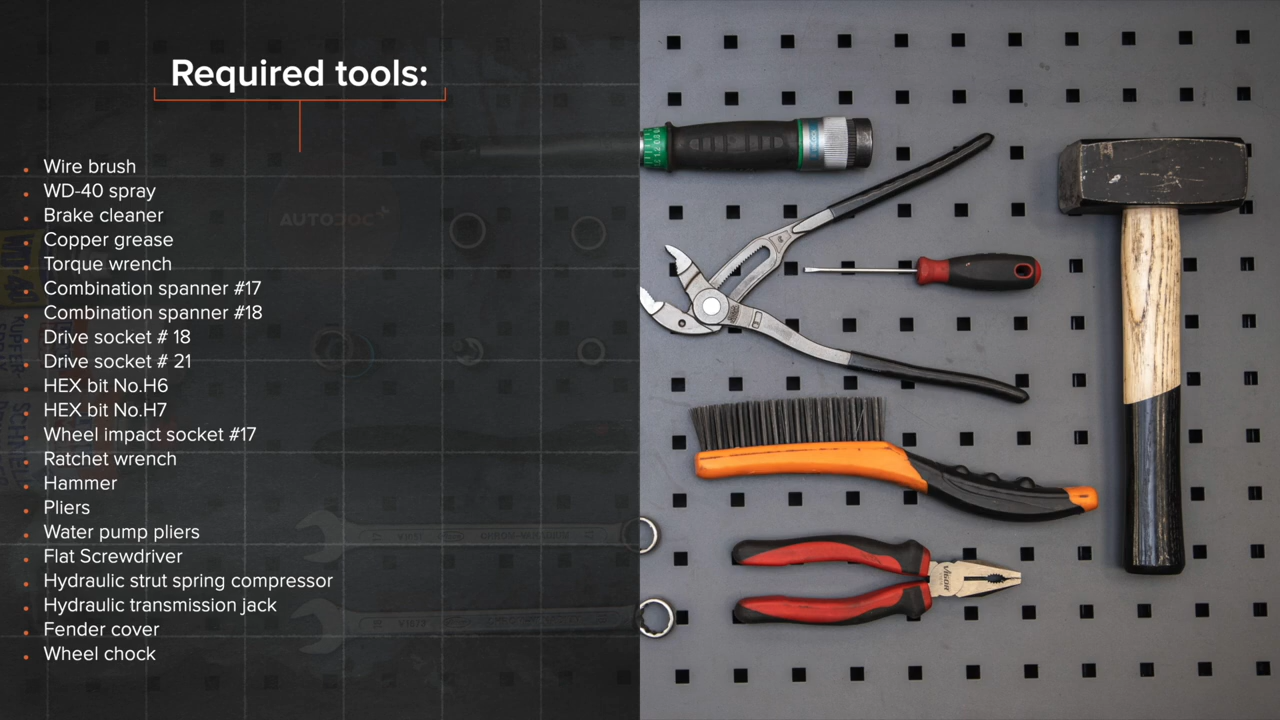 Required tools:
Wire brush
WD-40 spray
Brake cleaner
Copper grease
Torque wrench
Combination spanner #17
Combination spanner #18
Drive socket # 18
Drive socket # 21
HEX bit No.H6
HEX bit No.H7
Wheel impact socket #17
Ratchet wrench
Hammer
Pliers
Water pump pliers
Flat Screwdriver
Hydraulic strut spring compressor
Hydraulic transmission jack
Fender cover
Wheel chock
AUTODOC
VIGOR